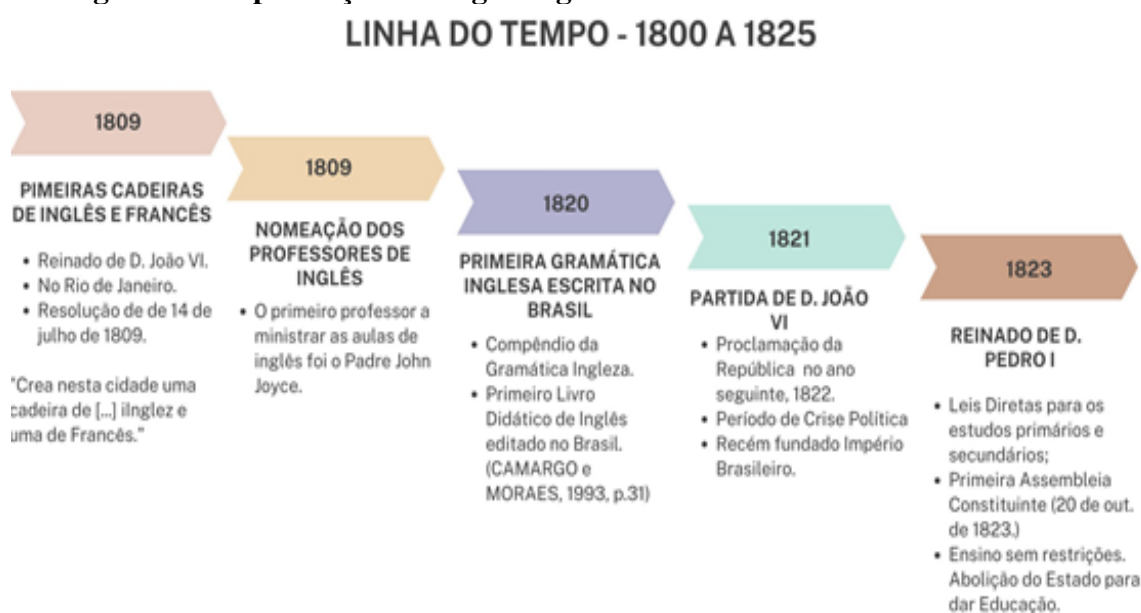 LINHA DO TEMPO - 1800 A 1825
1809
PIMEIRAS CADEIRAS
DE INGLÊS E FRANCÊS
• Reinado de D. João VI.
• No Rio de Janeiro.
• Resolução de de 14 de
julho de 1809.
"Crea nesta cidade uma
cadeira de [...] iInglez e
uma de Francês."
1809
NOMEAÇÃO DOS
PROFESSORES DE
INGLÊS
• O primeiro professor a
ministrar as aulas de
inglês foi o Padre John
Joyce.
1820
PRIMEIRA GRAMÁTICA
INGLESA ESCRITA NO
BRASIL
• Compêndio da
Gramática Ingleza.
• Primeiro Livro
Didático de Inglês
editado no Brasil.
(CAMARGO e
MORAES, 1993, p.31)
1821
PARTIDA DE D. JOÃO
VI
• Proclamação da
República no ano
seguinte, 1822.
• Período de Crise Política
• Recém fundado Império
Brasileiro.
1823
REINADO DE D.
PEDRO I
• Leis Diretas para os
estudos primários e
secundários;
• Primeira Assembleia
Constituinte (20 de out.
de 1823.)
• Ensino sem restrições.
Abolição do Estado para
dar Educação.